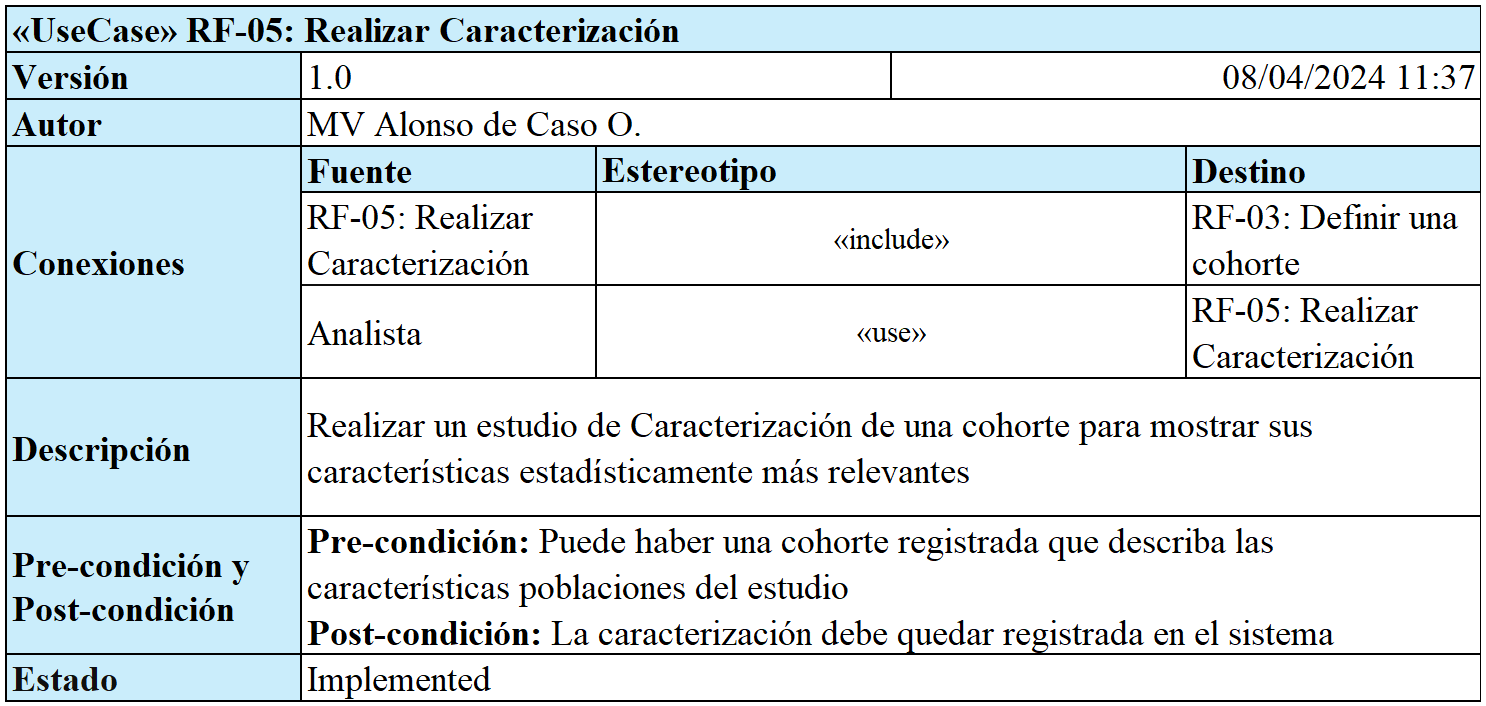 «UseCase» RF-05: Realizar Caracterización
Versión 1.0 08/04/2024 11:37
Autor MV Alonso de Caso O.
Conexiones
Fuente Estereotipo Destino
RF-05: Realizar
Caracterización
«include»
RF-03: Definir una
cohorte
Analista
«use»
RF-05: Realizar
Caracterización
Descripción
Realizar un estudio de Caracterización de una cohorte para mostrar sus
características estadísticamente más relevantes
Pre-condición y
Post-condición
Pre-condición: Puede haber una cohorte registrada que describa las
características poblaciones del estudio
Post-condición: La caracterización debe quedar registrada en el sistema
Estado Implemented